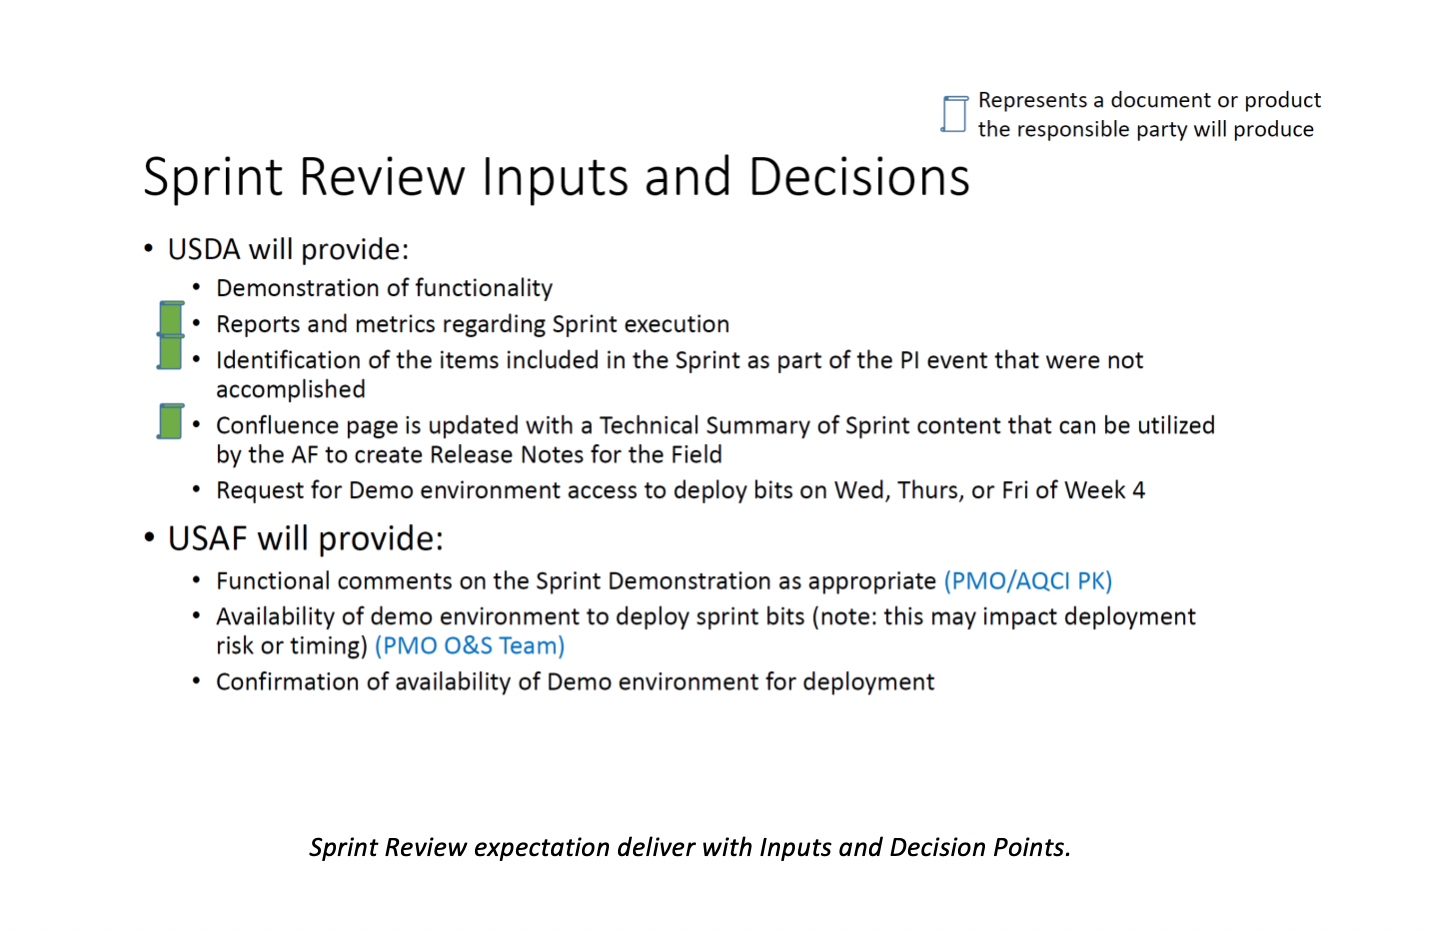 Represents a document or product
the responsible party will produce
Sprint Review Inputs and Decisions
• USDA will provide:
• Demonstration of functionality
• Reports and metrics regarding Sprint execution
• Identification of the items included in the Sprint as part of the PI event that were not
accomplished
• Confluence page is updated with a Technical Summary of Sprint content that can be utilized
by the AF to create Release Notes for the Field
• Request for Demo environment access to deploy bits on Wed, Thurs, or Fri of Week 4
• USAF will provide:
• Functional comments on the Sprint Demonstration as appropriate (PMO/AQCI PK)
• Availability of demo environment to deploy sprint bits (note: this may impact deployment
risk or timing) (PMO O&S Team)
• Confirmation of availability of Demo environment for deployment
Sprint Review expectation deliver with Inputs and Decision Points.